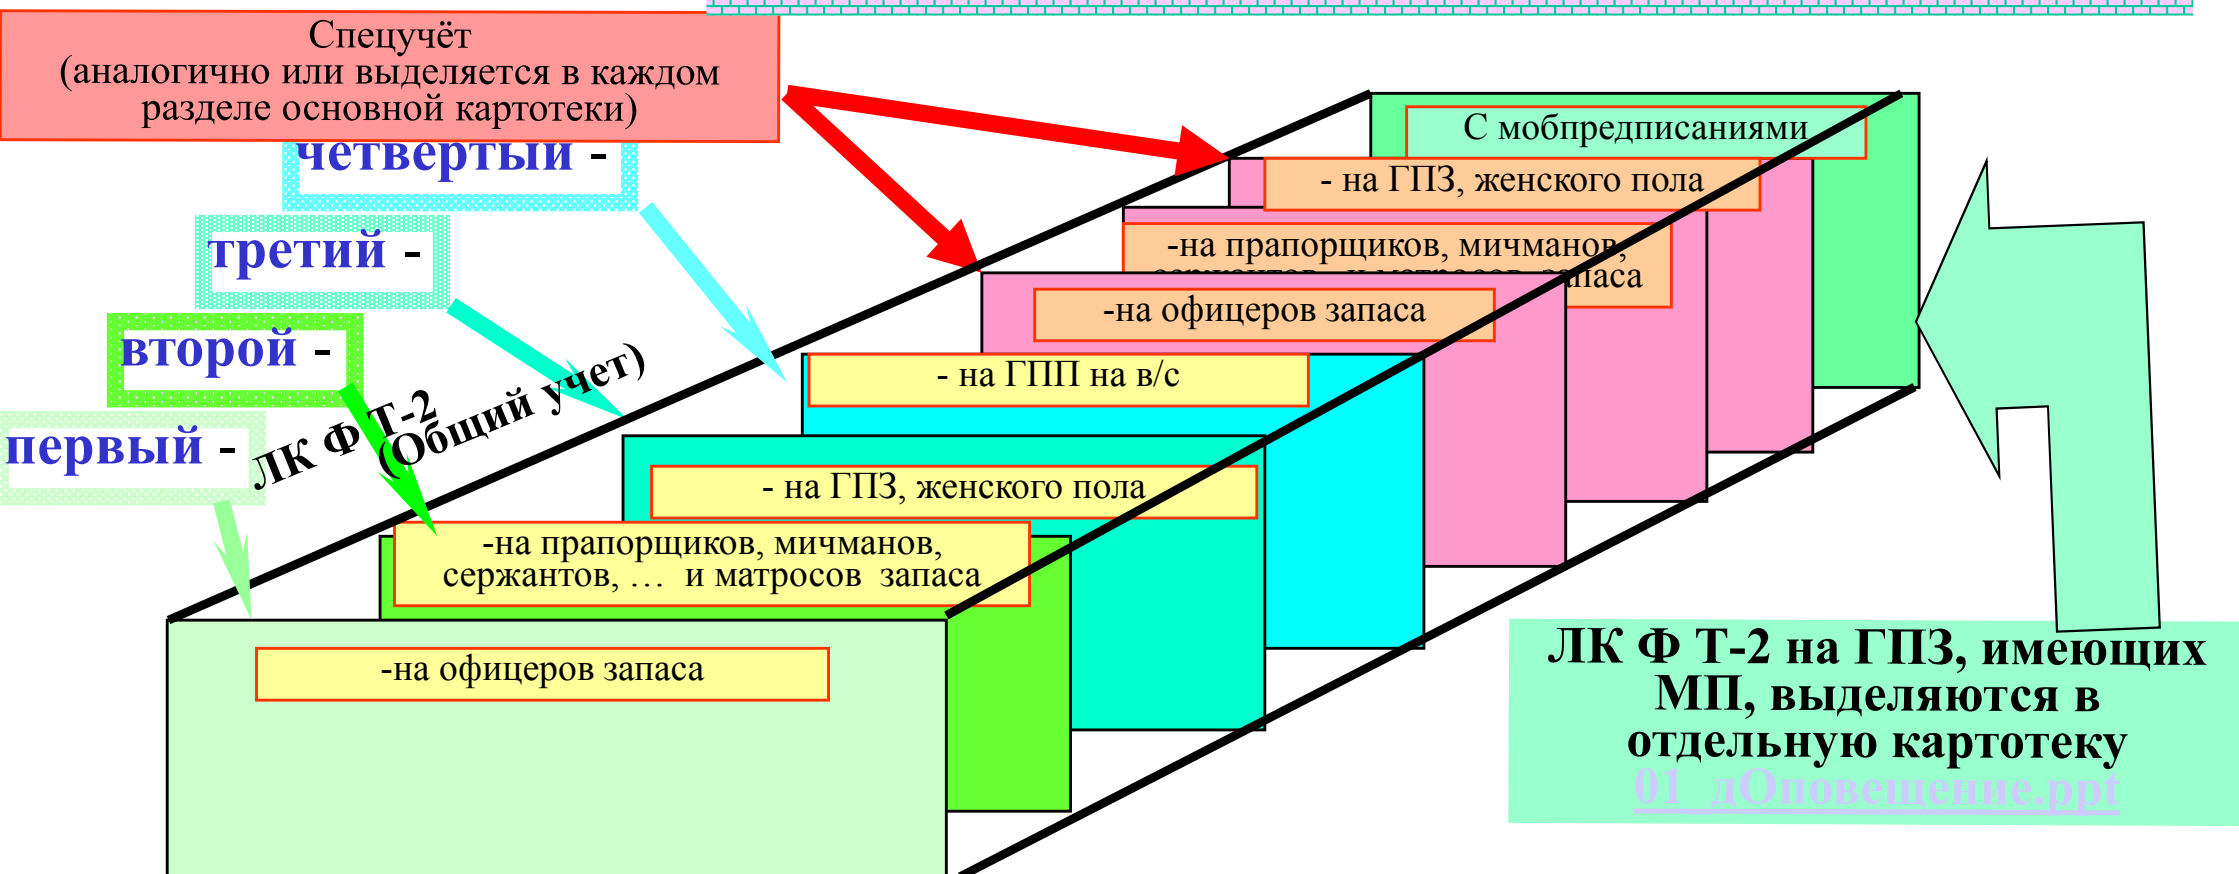 Спецучёт
(аналогично или выделяется в каждом
разделе основной картотеки)
четвертый -
третий -
второй -
первый -
ЛК Ф Т-2
(Общий учет)
С мобпредписаниями
- на ГПЗ, женского пола
-на прапорщиков, мичманов,
запаса
-на офицеров запаса
- на ГПП на в/с
- на ГПЗ, женского пола
-на прапорщиков, мичманов,
сержантов, … и матросов запаса
-на офицеров запаса
ЛК Ф Т-2 на ГПЗ, имеющих
МП, выделяются в
отдельную картотеку
01_дОповещение.ppt